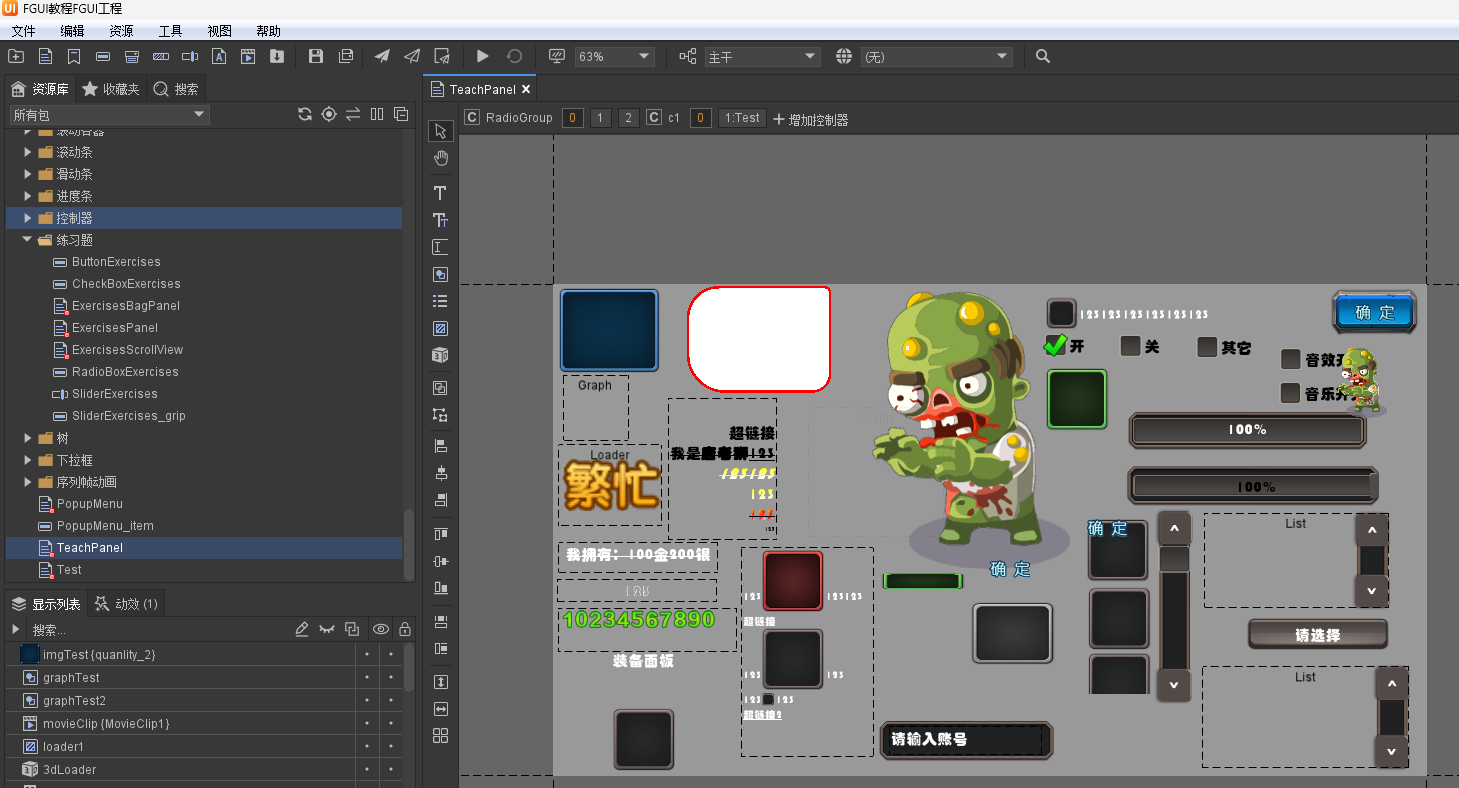 FGUI教程FGUI工程
文件 编辑 资源 工具 视图 帮助
63% 主干 (无)
资源库 收藏夹 搜索
TeachPanel
所有包
RadioGroup 0 1 2 c1 0 1:Test 增加控制器
滚动容器
滚动条
滑动条
进度条
控制器
练习题
ButtonExercises
CheckBoxExercises
ExercisesBagPanel
ExercisesPanel
ExercisesScrollView
RadioBoxExercises
SliderExercises
SliderExercises_grip
树
下拉框
序列帧动画
PopupMenu
PopupMenu_item
TeachPanel
Test
显示列表 动效 (1)
搜索...
imgTest{quanlity_2}
graphTest
graphTest2
movieClip{MovieClip1}
loader1
3dLoader
Graph
Loader
繁忙
超链接
123123
123
123
我拥有：100金200银
10234567890
装备面板
123 123123
超链接
123 123
123 123
超链接2
Graph
确 定
123123123123123123
开 关 其它
音效开
音乐开
确 定
100%
100%
确 定
List
请选择
List
请输入账号